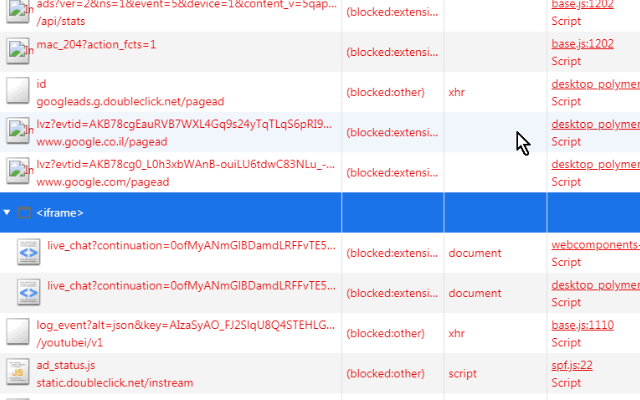 ads?ver=2&ns=1&event=5&device=1&content_v=5qap... (blocked:extensi... base.js:1202
/api/stats Script
mac_204?action_fcts=1 (blocked:extensi... base.js:1202
Script
id (blocked:other) xhr desktop_polymer
googleads.g.doubleclick.net/pagead Script
lvz?evtid=AKB78cgEauRVB7WXL4Gq9s24yTqTLqS6pRI9... (blocked:extensi... desktop_polymer
www.google.co.il/pagead Script
lvz?evtid=AKB78cg0_L0h3xbWAnB-ouiLU6tdwC83NLu_-... (blocked:extensi... desktop_polymer
www.google.com/pagead Script
<iframe>
live_chat?continuation=0ofMyANmGlBDamdLRFFvTE5... (blocked:extensi... document webcomponents-
Script
live_chat?continuation=0ofMyANmGlBDamdLRFFvTE5... (blocked:extensi... document desktop_polymer
Script
log_event?alt=json&key=AIzaSyAO_FJ2SlqU8Q4STEHLG... (blocked:other) xhr base.js:1110
/youtubei/v1 Script
ad_status.js (blocked:other) script spf.js:22
static.doubleclick.net/instream Script